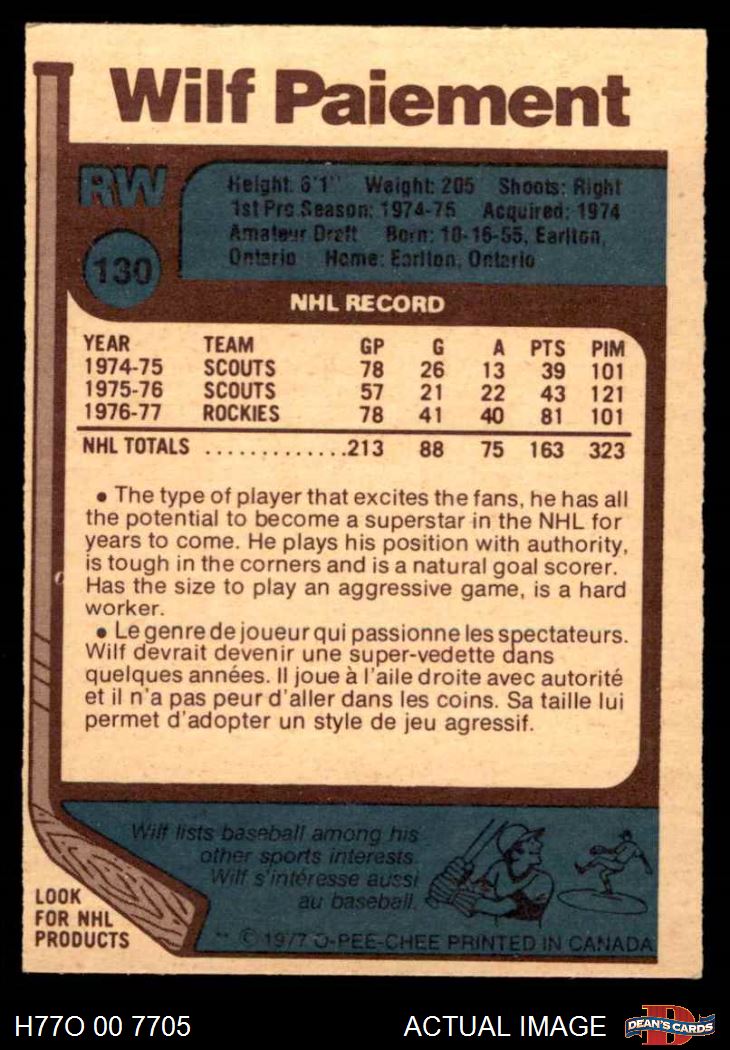 Wilf Paiement
RW
130
Height: 6'1" Weight: 205 Shoots: Right
1st Pro Season: 1974-75 Acquired: 1974
Amateur Draft Born: 10-16-55, Earlton,
Ontario Home: Earlton, Ontario
NHL RECORD
YEAR TEAM GP G A PTS PIM
1974-75 SCOUTS 78 26 13 39 101
1975-76 SCOUTS 57 21 22 43 121
1976-77 ROCKIES 78 41 40 81 101
NHL TOTALS .............213 88 75 163 323
• The type of player that excites the fans, he has all
the potential to become a superstar in the NHL for
years to come. He plays his position with authority,
is tough in the corners and is a natural goal scorer.
Has the size to play an aggressive game, is a hard
worker.
• Le genre de joueur qui passionne les spectateurs.
Wilf devrait devenir une super-vedette dans
quelques années. Il joue à l'aile droite avec autorité
et il n'a pas peur d'aller dans les coins. Sa taille lui
permet d'adopter un style de jeu agressif.
Wilf lists baseball among his
other sports interests.
Wilf s'intéresse aussi
au baseball.
LOOK
FOR NHL
PRODUCTS
** © 1977 O-PEE-CHEE PRINTED IN CANADA
H77O 00 7705 ACTUAL IMAGE
D
DEAN'S CARDS